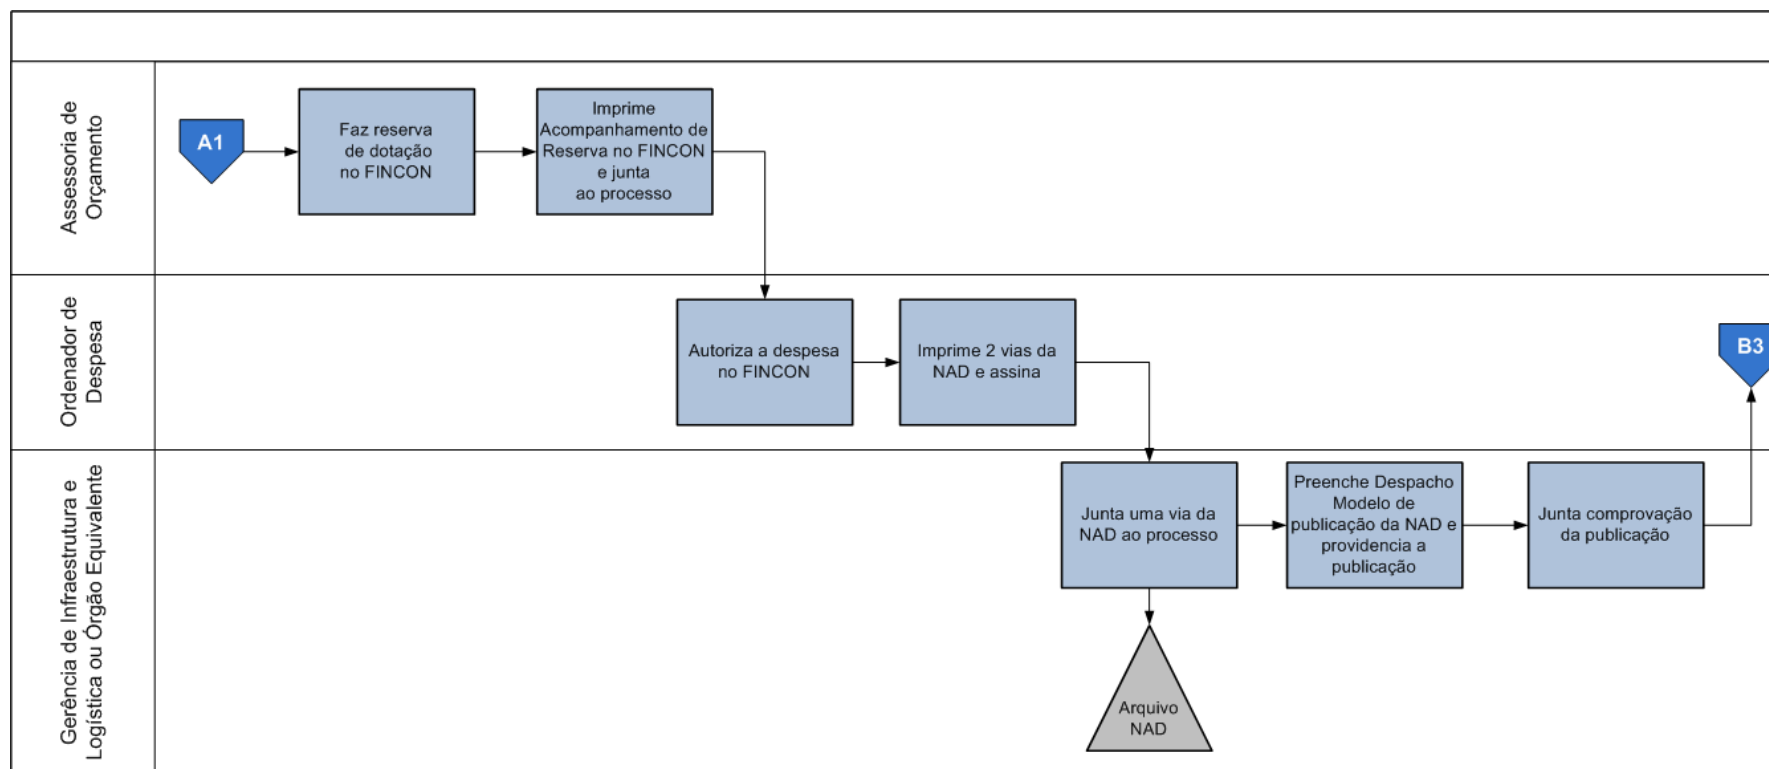 Assessoria de
Orçamento
A1
Faz reserva
de dotação
no FINCON
Imprime
Acompanhamento de
Reserva no FINCON
e junta
ao processo
Ordenador de
Despesa
Autoriza a despesa
no FINCON
Imprime 2 vias da
NAD e assina
B3
Gerência de Infraestrutura e
Logística ou Órgão Equivalente
Junta uma via da
NAD ao processo
Preenche Despacho
Modelo de
publicação da NAD e
providencia a
publicação
Junta comprovação
da publicação
Arquivo
NAD